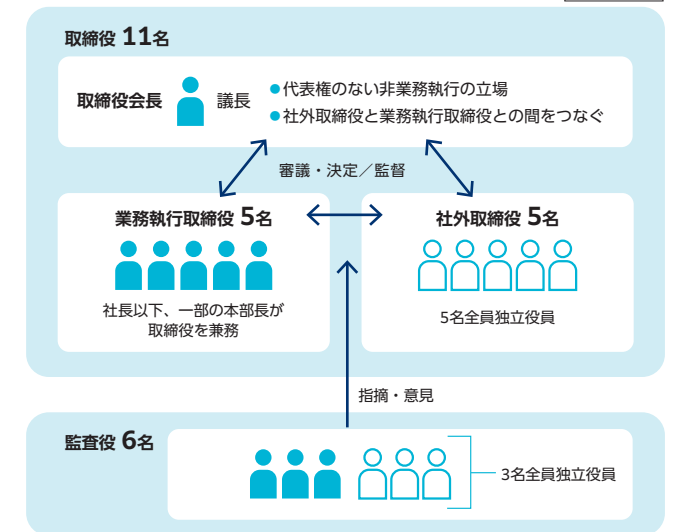 取締役 11名
取締役会長
議長
●代表権のない非業務執行の立場
●社外取締役と業務執行取締役との間をつなぐ
審議・決定／監督
業務執行取締役 5名
社長以下、一部の本部長が
取締役を兼務
社外取締役 5名
5名全員独立役員
指摘・意見
監査役 6名
3名全員独立役員